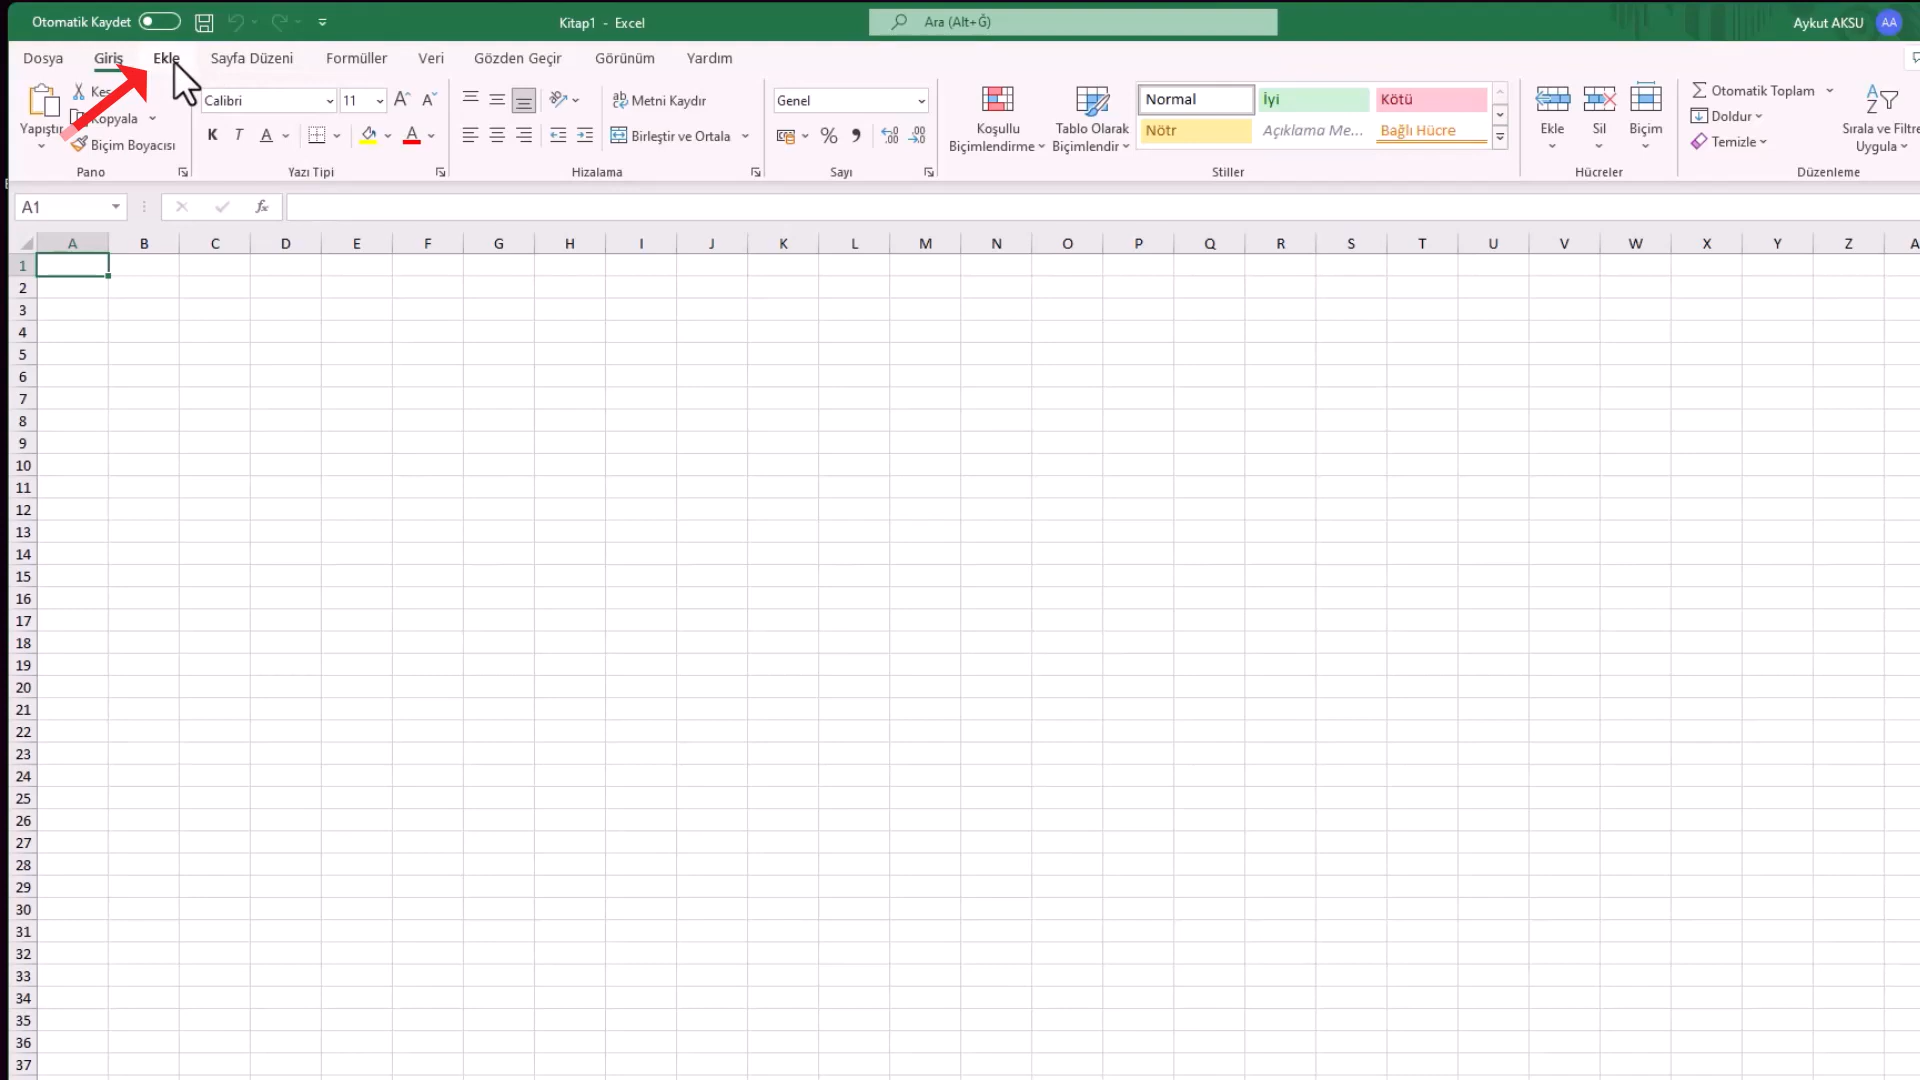 Otomatik Kaydet
Kitap1 - Excel
Ara (Alt+Ğ)
Aykut AKSU
AA
Dosya
Giriş
Ekle
Sayfa Düzeni
Formüller
Veri
Gözden Geçir
Görünüm
Yardım
Yapıştır
Kes
Kopyala
Biçim Boyacısı
Pano
Calibri
11
K T A
A
Yazı Tipi
Metni Kaydır
Birleştir ve Ortala
Hizalama
Genel
%
Sayı
Koşullu
Biçimlendirme
Tablo Olarak
Biçimlendir
Normal
İyi
Kötü
Nötr
Açıklama Me...
Bağlı Hücre
Stiller
Ekle
Sil
Biçim
Hücreler
Otomatik Toplam
Doldur
Temizle
Sırala ve Filtre
Uygula
Düzenleme
A1
fx
A B C D E F G H I J K L M N O P Q R S T U V W X Y Z
1
2
3
4
5
6
7
8
9
10
11
12
13
14
15
16
17
18
19
20
21
22
23
24
25
26
27
28
29
30
31
32
33
34
35
36
37